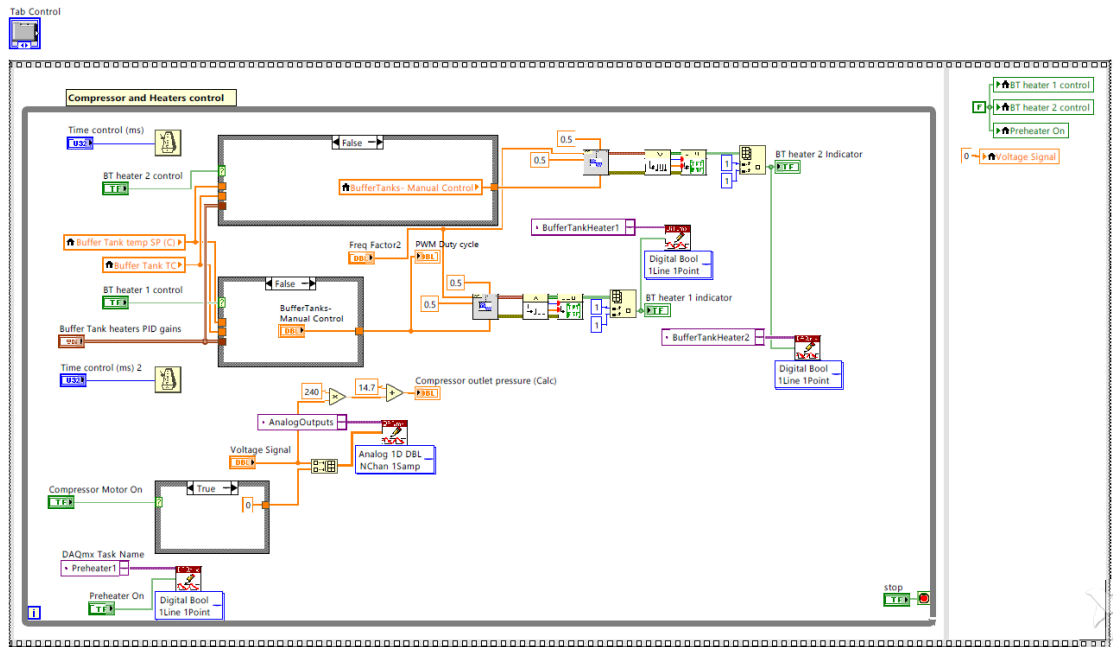 Tab Control
Compressor and Heaters control
Time control (ms)
U32
False
0.5
0.5
BT heater 2 Indicator
TF
1
1
BT heater 2 control
TF
BufferTanks- Manual Control
F
BT heater 1 control
BT heater 2 control
Preheater On
0
Voltage Signal
BufferTankHeater1
Digital Bool
1Line 1Point
Buffer Tank temp SP (C)
Buffer Tank TC
Freq Factor2
DBL
PWM Duty cycle
DBL
BT heater 1 control
TF
False
BufferTanks-
Manual Control
DBL
0.5
0.5
1
1
BT heater 1 indicator
TF
Buffer Tank heaters PID gains
BufferTankHeater2
Digital Bool
1Line 1Point
Time control (ms) 2
U32
240
14.7
Compressor outlet pressure (Calc)
DBL
AnalogOutputs
Analog 1D DBL
NChan 1Samp
Voltage Signal
DBL
Compressor Motor On
TF
True
0
DAQmx Task Name
Preheater1
Digital Bool
1Line 1Point
Preheater On
TF
stop
TF
i